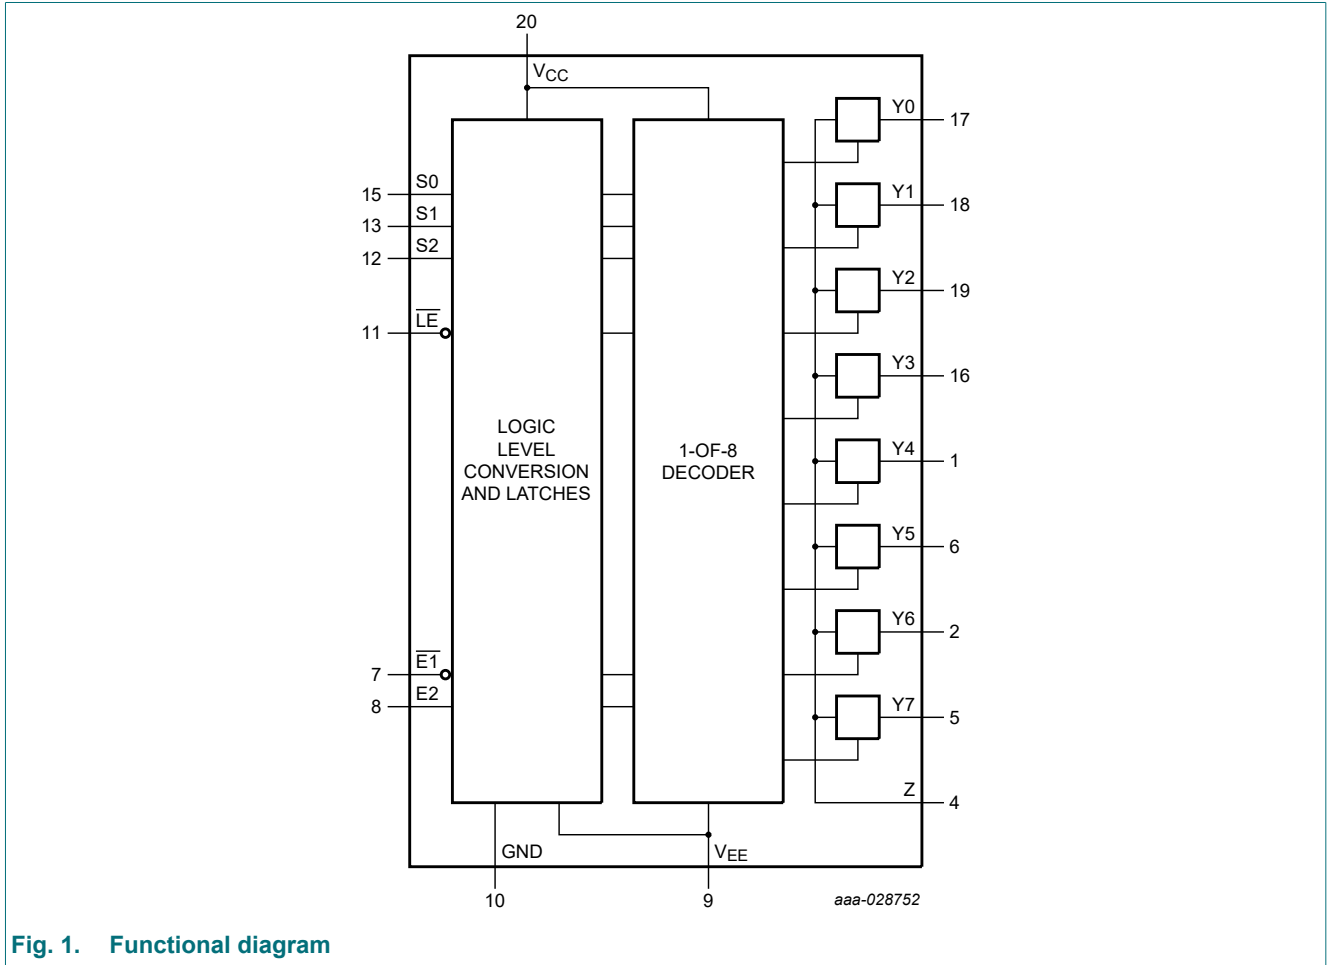 20
VCC
Y0
17
15
S0
Y1
18
13
S1
12
S2
Y2
19
11
LE
Y3
16
LOGIC
LEVEL
CONVERSION
AND LATCHES
1-OF-8
DECODER
Y4
1
Y5
6
Y6
2
7
E1
8
E2
Y7
5
Z
4
GND
VEE
10
9
aaa-028752
Fig. 1. Functional diagram